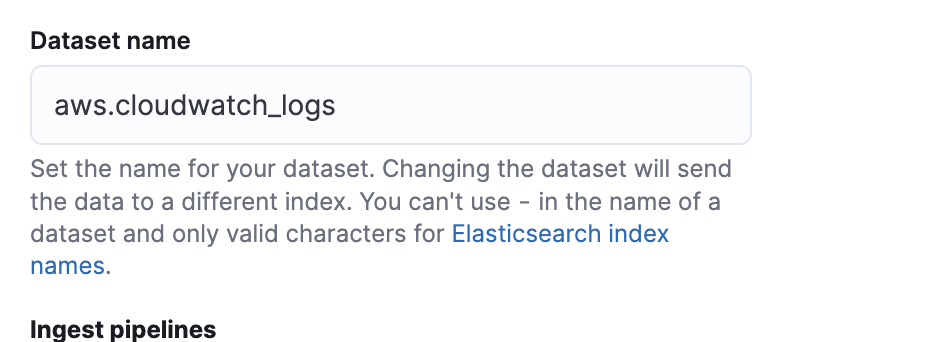 Dataset name
aws.cloudwatch_logs
Set the name for your dataset. Changing the dataset will send
the data to a different index. You can't use - in the name of a
dataset and only valid characters for Elasticsearch index
names.
Ingest pipelines